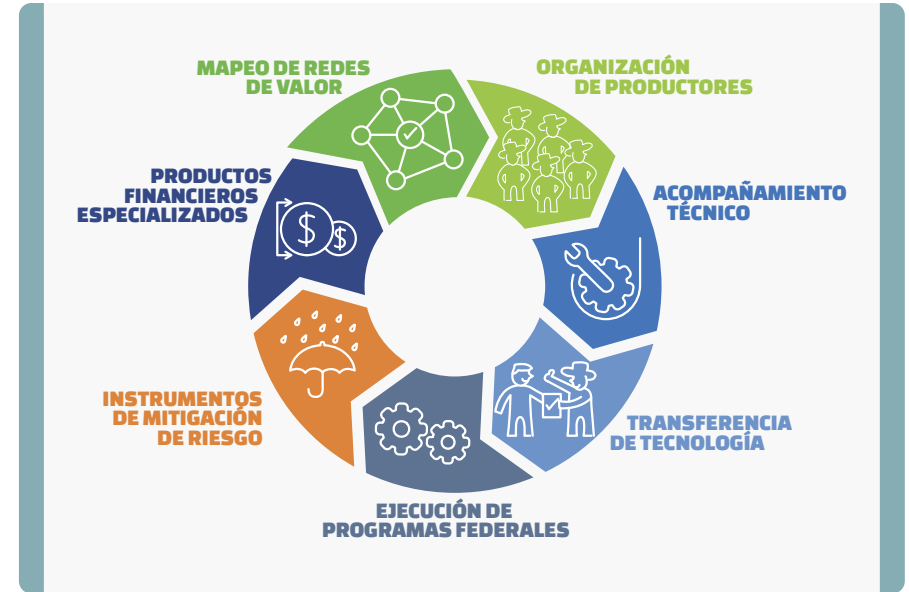 MAPEO DE REDES
DE VALOR
ORGANIZACIÓN
DE PRODUCTORES
ACOMPAÑAMIENTO
TÉCNICO
TRANSFERENCIA
DE TECNOLOGÍA
EJECUCIÓN DE
PROGRAMAS FEDERALES
INSTRUMENTOS
DE MITIGACIÓN
DE RIESGO
PRODUCTOS
FINANCIEROS
ESPECIALIZADOS
$
$